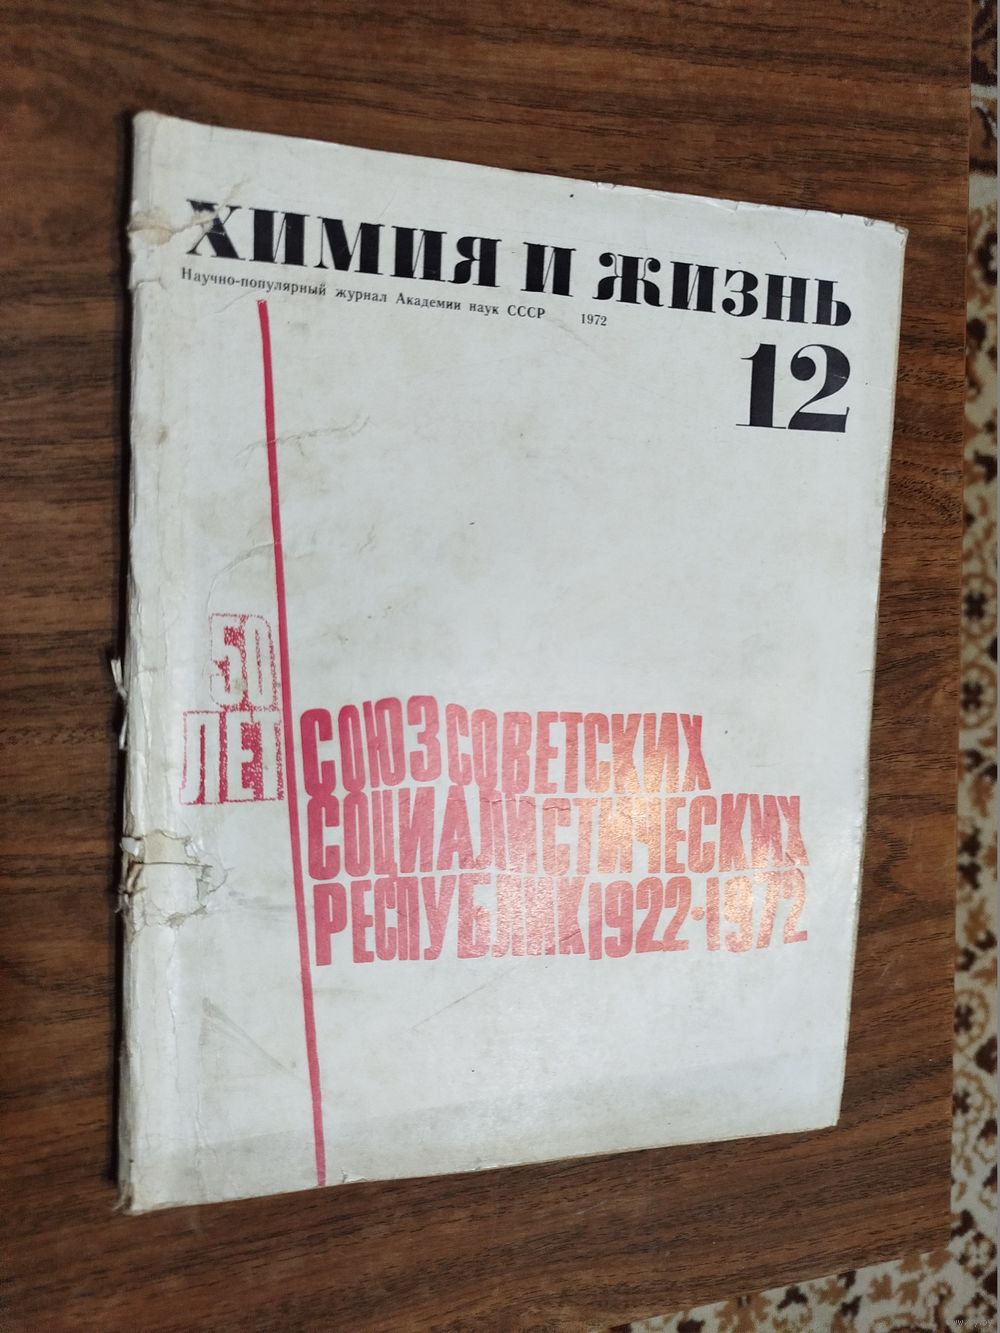 ХИМИЯ И ЖИЗНЬ
Научно-популярный журнал Академии наук СССР 1972
12
50
ЛЕТ
СОЮЗ СОВЕТСКИХ
СОЦИАЛИСТИЧЕСКИХ
РЕСПУБЛИК 1922·1972